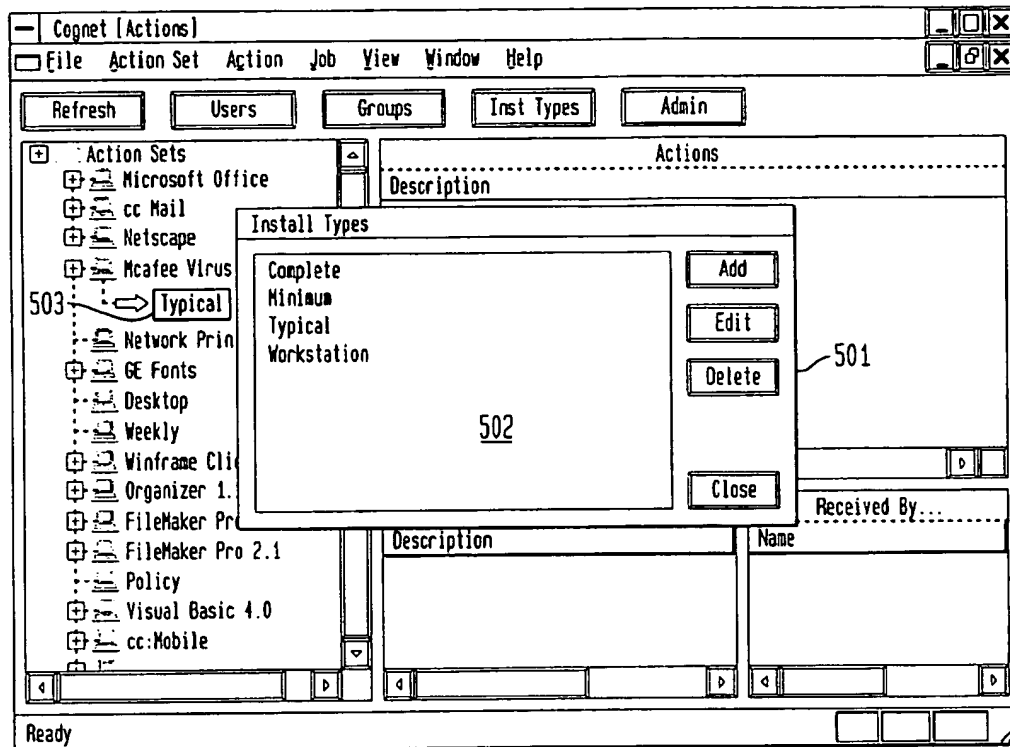 Cognet [Actions]
File Action Set Action Job View Window Help
Refresh Users Groups Inst Types Admin
Action Sets
Microsoft Office
cc Mail
Netscape
Mcafee Virus
503
Typical
Network Prin
GE Fonts
Desktop
Weekly
Winframe Clie
Organizer 1.
FileMaker Pro
FileMaker Pro 2.1
Policy
Visual Basic 4.0
cc:Mobile
Actions
Description
Install Types
Complete
Minimum
Typical
Workstation
502
Add
Edit
Delete
Close
501
Description
Received By...
Name
Ready